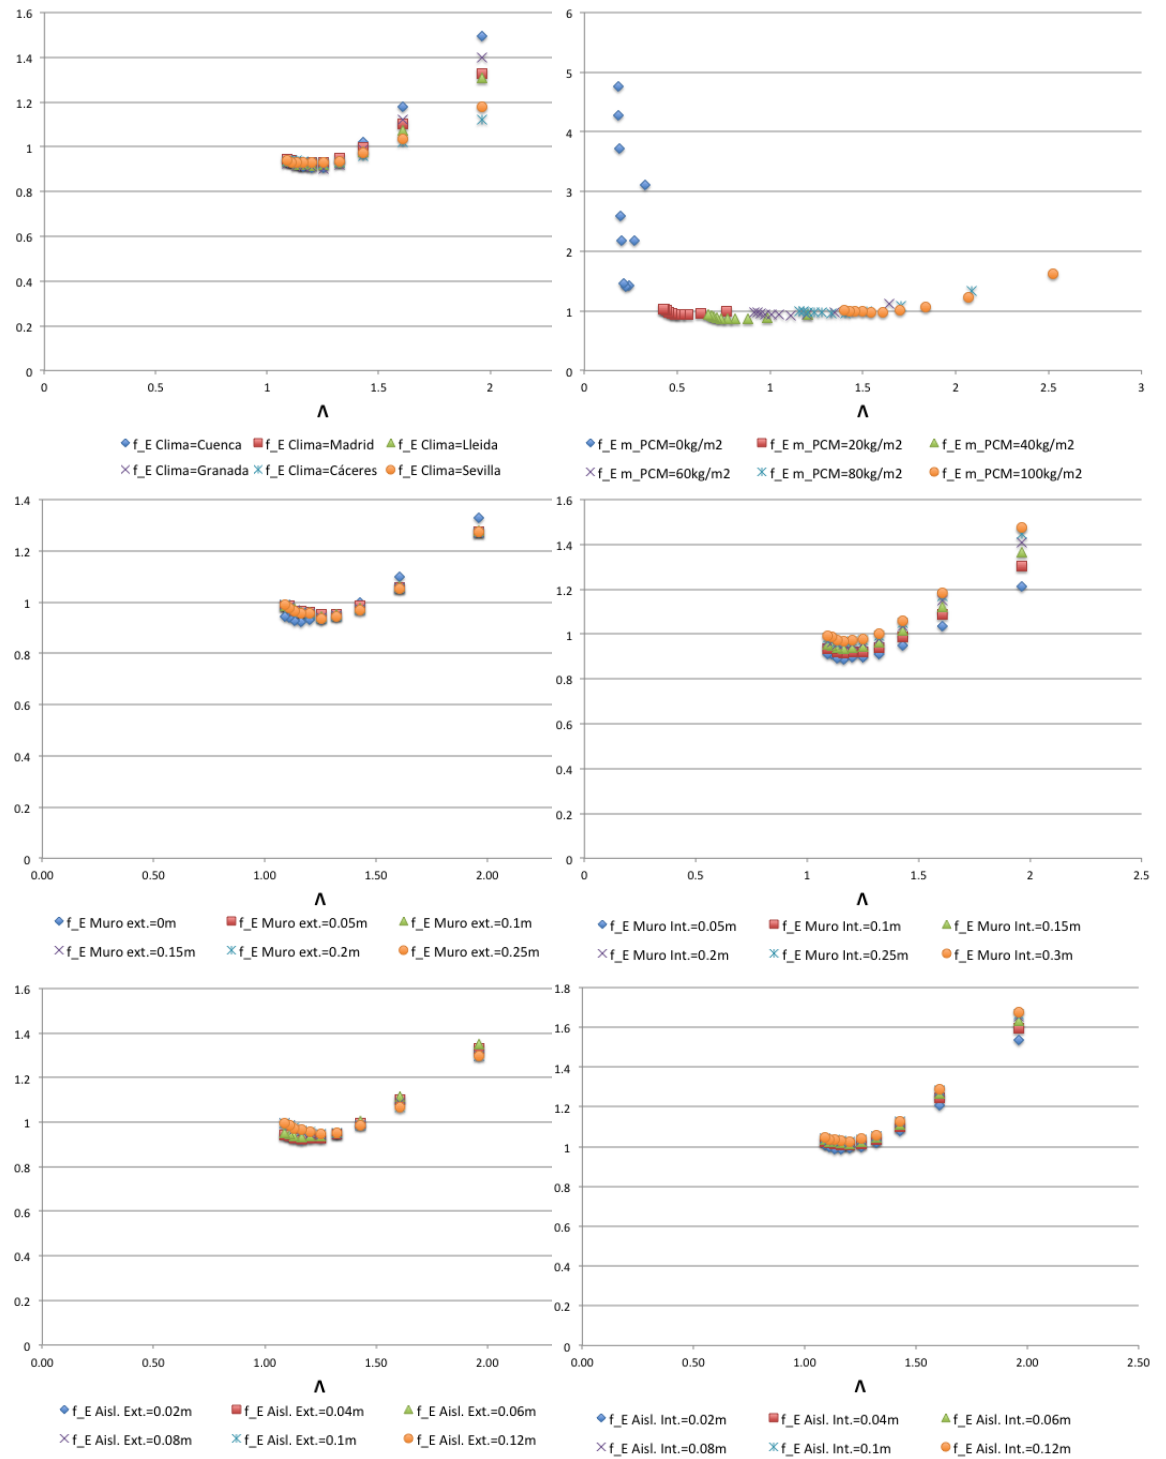 1.6
1.4
1.2
1
0.8
0.6
0.4
0.2
0
0 0.5 1 1.5 2
Λ
f_E Clima=Cuenca f_E Clima=Madrid f_E Clima=Lleida
f_E Clima=Granada f_E Clima=Cáceres f_E Clima=Sevilla
6
5
4
3
2
1
0
0 0.5 1 1.5 2 2.5 3
Λ
f_E m_PCM=0kg/m2 f_E m_PCM=20kg/m2 f_E m_PCM=40kg/m2
f_E m_PCM=60kg/m2 f_E m_PCM=80kg/m2 f_E m_PCM=100kg/m2
1.4
1.2
1
0.8
0.6
0.4
0.2
0
0.00 0.50 1.00 1.50 2.00
Λ
f_E Muro ext.=0m f_E Muro ext.=0.05m f_E Muro ext.=0.1m
f_E Muro ext.=0.15m f_E Muro ext.=0.2m f_E Muro ext.=0.25m
1.6
1.4
1.2
1
0.8
0.6
0.4
0.2
0
0 0.5 1 1.5 2 2.5
Λ
f_E Muro Int.=0.05m f_E Muro Int.=0.1m f_E Muro Int.=0.15m
f_E Muro Int.=0.2m f_E Muro Int.=0.25m f_E Muro Int.=0.3m
1.6
1.4
1.2
1
0.8
0.6
0.4
0.2
0
0.00 0.50 1.00 1.50 2.00
Λ
f_E Aisl. Ext.=0.02m f_E Aisl. Ext.=0.04m f_E Aisl. Ext.=0.06m
f_E Aisl. Ext.=0.08m f_E Aisl. Ext.=0.1m f_E Aisl. Ext.=0.12m
1.8
1.6
1.4
1.2
1
0.8
0.6
0.4
0.2
0
0.00 0.50 1.00 1.50 2.00 2.50
Λ
f_E Aisl. Int.=0.02m f_E Aisl. Int.=0.04m f_E Aisl. Int.=0.06m
f_E Aisl. Int.=0.08m f_E Aisl. Int.=0.1m f_E Aisl. Int.=0.12m